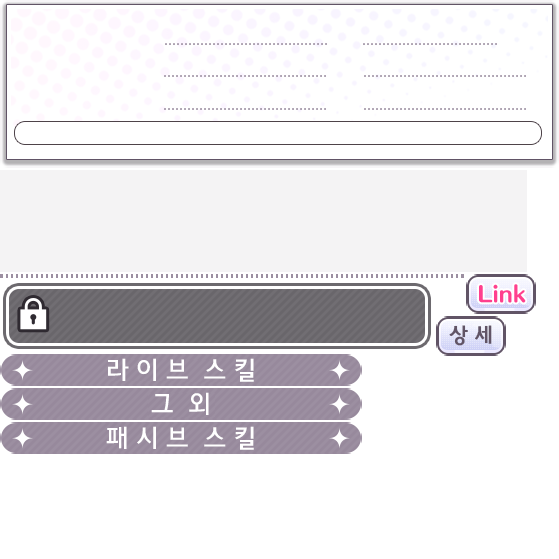 Link
상 세
라 이 브 스 킬
그 외
패 시 브 스 킬